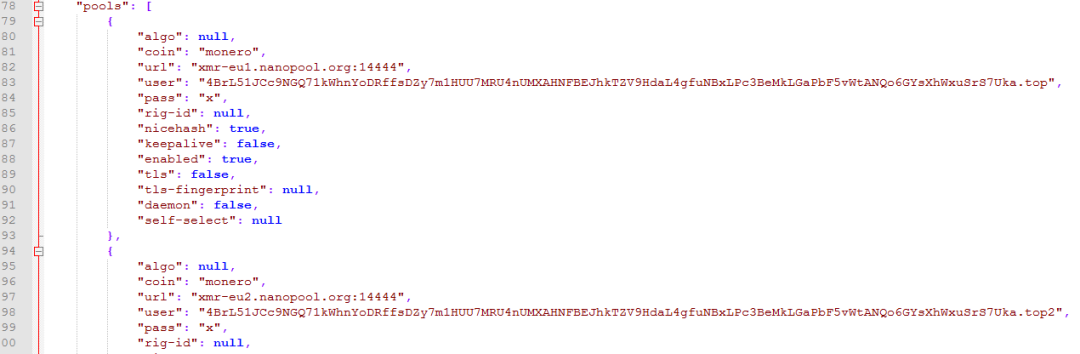 78 "pools": [
79 {
80 "algo": null,
81 "coin": "monero",
82 "url": "xmr-eu1.nanopool.org:14444",
83 "user": "4BrL51JCc9NGQ71kWhnYoDRffsDZy7m1HUU7MRU4nUMXAHNFBEJhkTZV9HdaL4gfuNBxLPc3BeMkLGaPbF5vWtANQo6GYsXhWxuSrS7Uka.top",
84 "pass": "x",
85 "rig-id": null,
86 "nicehash": true,
87 "keepalive": false,
88 "enabled": true,
89 "tls": false,
90 "tls-fingerprint": null,
91 "daemon": false,
92 "self-select": null
93 },
94 {
95 "algo": null,
96 "coin": "monero",
97 "url": "xmr-eu2.nanopool.org:14444",
98 "user": "4BrL51JCc9NGQ71kWhnYoDRffsDZy7m1HUU7MRU4nUMXAHNFBEJhkTZV9HdaL4gfuNBxLPc3BeMkLGaPbF5vWtANQo6GYsXhWxuSrS7Uka.top2",
99 "pass": "x",
00 "rig-id": null,